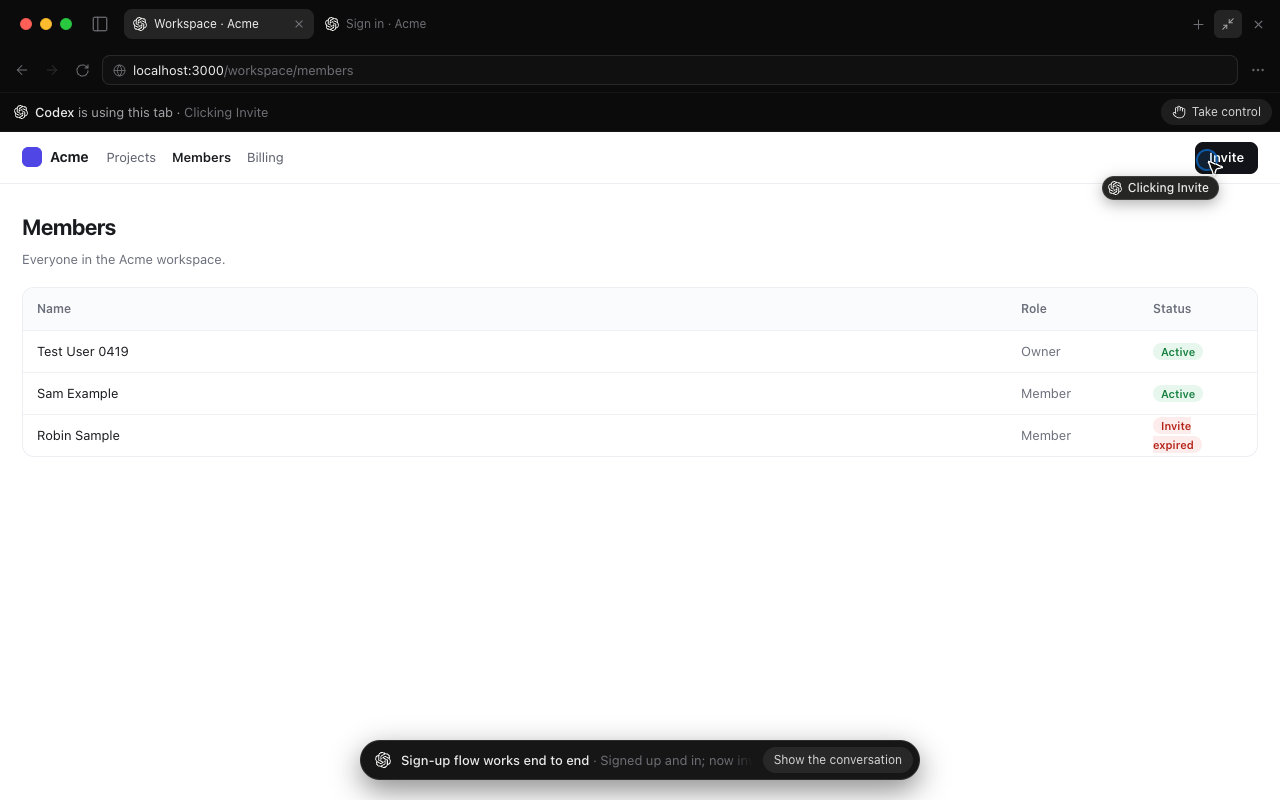 Workspace · Acme
Sign in · Acme
localhost:3000/workspace/members
Codex is using this tab · Clicking Invite
Take control
Acme
Projects
Members
Billing
Invite
Clicking Invite
Members
Everyone in the Acme workspace.
Name Role Status
Test User 0419 Owner Active
Sam Example Member Active
Robin Sample Member Invite expired
Sign-up flow works end to end · Signed up and in; now
Show the conversation